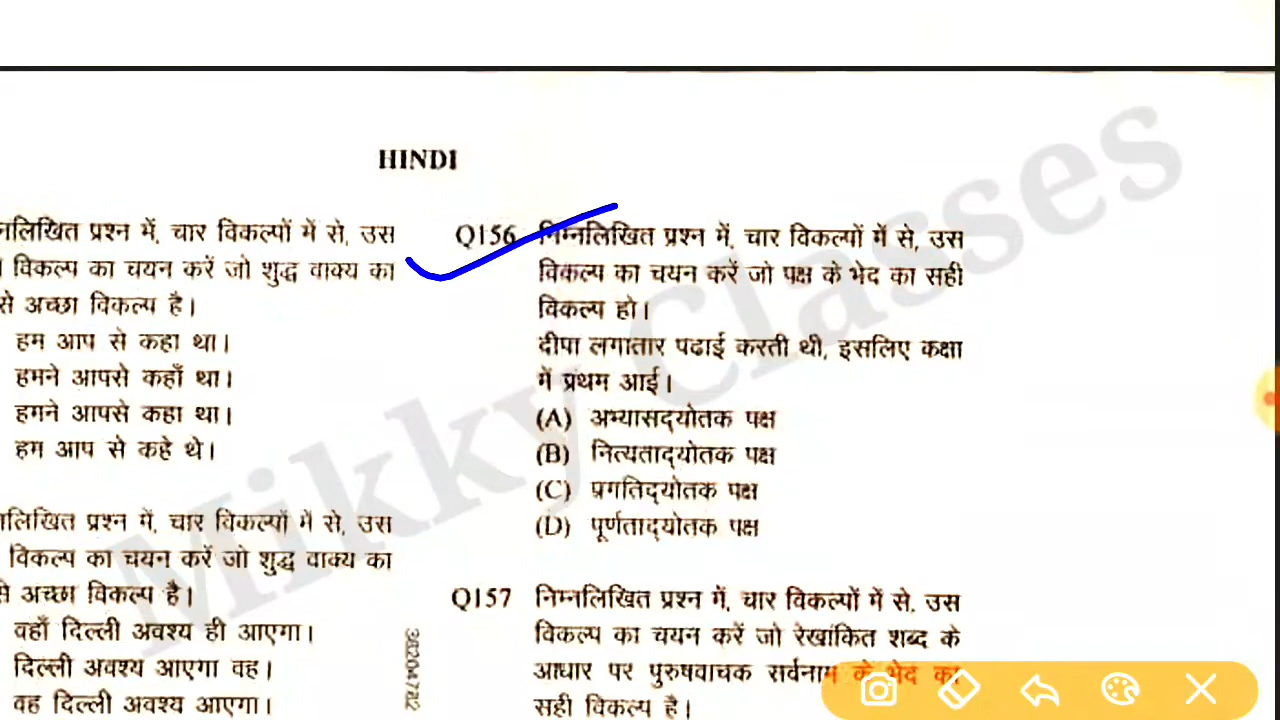 HINDI
नलिखित प्रश्न में, चार विकल्पों में से, उस
विकल्प का चयन करें जो शुद्ध वाक्य का
से अच्छा विकल्प है।
हम आप से कहा था।
हमने आपसे कहाँ था।
हमने आपसे कहा था।
हम आप से कहे थे।
नलिखित प्रश्न में, चार विकल्पों में से, उस
विकल्प का चयन करें जो शुद्ध वाक्य का
से अच्छा विकल्प है।
वहाँ दिल्ली अवश्य ही आएगा।
दिल्ली अवश्य आएगा वह।
वह दिल्ली अवश्य आएगा।
38204782
Q156 निम्नलिखित प्रश्न में, चार विकल्पों में से, उस
विकल्प का चयन करें जो पक्ष के भेद का सही
विकल्प हो।
दीपा लगातार पढाई करती थी, इसलिए कक्षा
में प्रथम आई।
(A) अभ्यासद्योतक पक्ष
(B) नित्यताद्योतक पक्ष
(C) प्रगतिद्योतक पक्ष
(D) पूर्णताद्योतक पक्ष
Q157 निम्नलिखित प्रश्न में, चार विकल्पों में से. उस
विकल्प का चयन करें जो रेखांकित शब्द के
आधार पर पुरुषवाचक सर्वनाम के भेद का
सही विकल्प है।
Mikky Classes